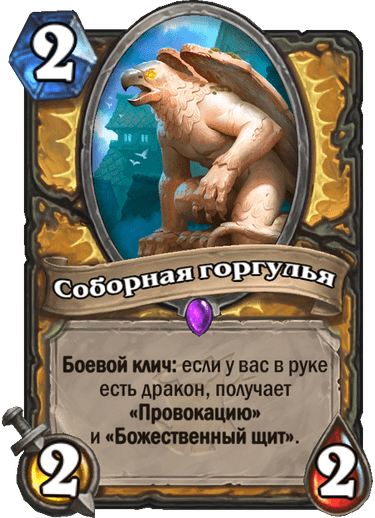 2
Соборная горгулья
Боевой клич: если у вас в руке
есть дракон, получает
«Провокацию»
и «Божественный щит».
2
2